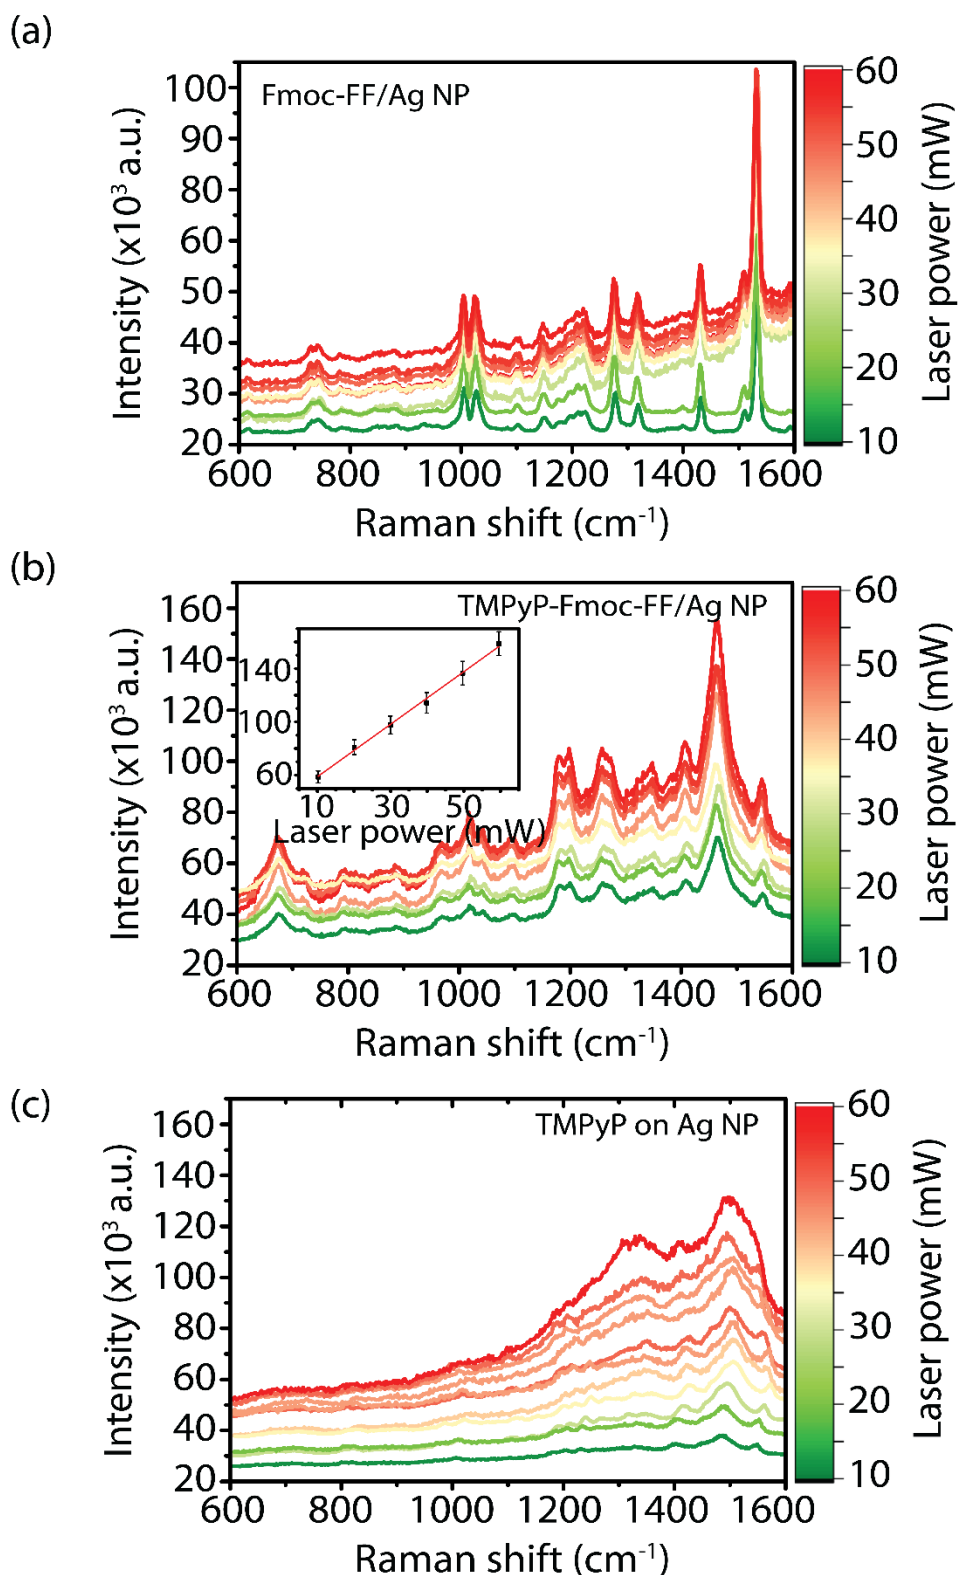 (a)
Fmoc-FF/Ag NP
Intensity (x10³ a.u.)
100
90
80
60
50
40
30
20
600 800 1000 1200 1400 1600
Raman shift (cm⁻¹)
60
50
40
30
20
10
Laser power (mW)
(b)
TMPyP-Fmoc-FF/Ag NP
Intensity (x10³ a.u.)
160
140
120
100
80
60
40
20
140
100
60
10 30 50
Laser power (mW)
600 800 1000 1200 1400 1600
Raman shift (cm⁻¹)
60
50
40
30
20
10
Laser power (mW)
(c)
TMPyP on Ag NP
Intensity (x10³ a.u.)
160
140
120
100
80
60
40
20
600 800 1000 1200 1400 1600
Raman shift (cm⁻¹)
60
50
40
30
20
10
Laser power (mW)